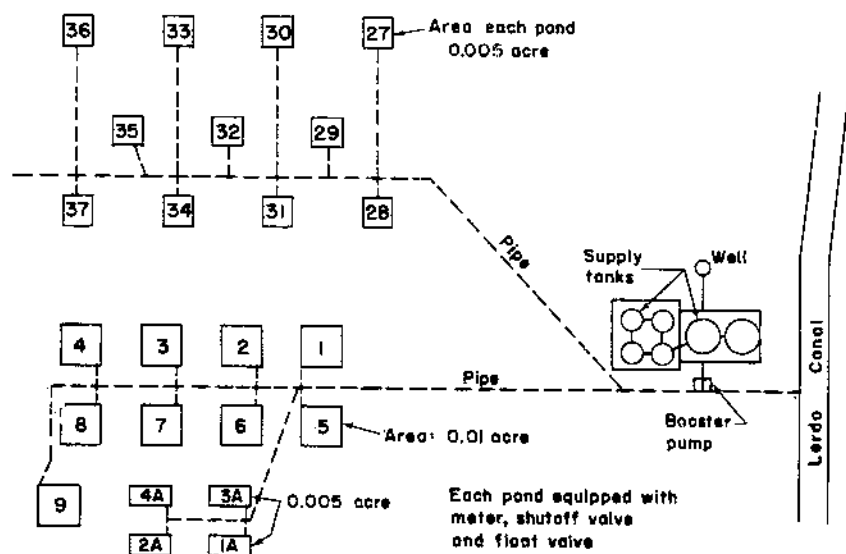 36 33 30 27
Area each pond
0.005 acre
35 32 29
37 34 31 28
Pipe
Supply
tanks
Well
4 3 2 1
Pipe
8 7 6 5
Area: 0.01 acre
Booster
pump
Lerdo Canal
9
4A 3A
0.005 acre
2A 1A
Each pond equipped with
meter, shutoff valve
and float valve